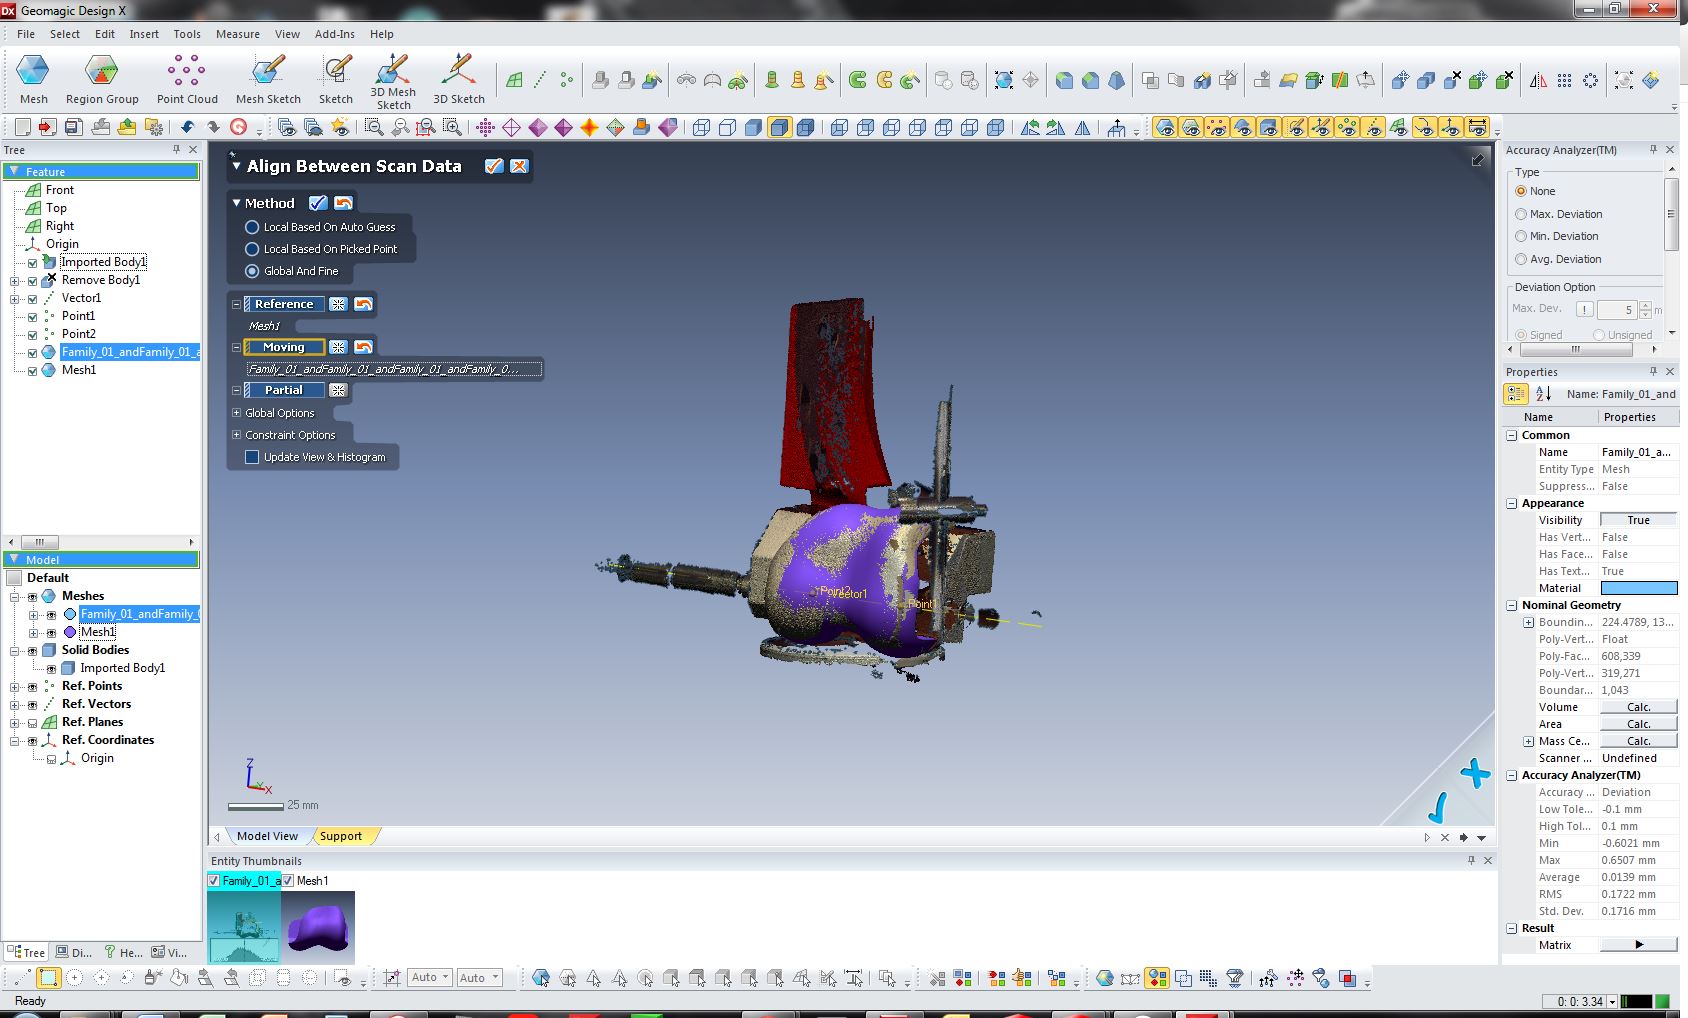 Geomagic Design X
File Select Edit Insert Tools Measure View Add-Ins Help
Mesh Region Group Point Cloud Mesh Sketch Sketch 3D Mesh Sketch 3D Sketch
Tree
Feature
Front
Top
Right
Origin
Imported Body1
Remove Body1
Vector1
Point1
Point2
Family_01_andFamily_01_a
Mesh1
Model
Default
Meshes
Family_01_andFamily_
Mesh1
Solid Bodies
Imported Body1
Ref. Points
Ref. Vectors
Ref. Planes
Ref. Coordinates
Origin
Tree Di... He... Vi...
Align Between Scan Data
Method
Local Based On Auto Guess
Local Based On Picked Point
Global And Fine
Reference
Mesh1
Moving
Family_01_andFamily_01_andFamily_01_andFamily_0...
Partial
Global Options
Constraint Options
Update View & Histogram
Point2
Vector1
Point1
Z
Y
X
25 mm
Model View Support
Entity Thumbnails
Family_01_a Mesh1
Accuracy Analyzer(TM)
Type
None
Max. Deviation
Min. Deviation
Avg. Deviation
Deviation Option
Max. Dev. ! 5 m
Signed Unsigned
Properties
Name: Family_01_and
Name Properties
Common
Name Family_01_a...
Entity Type Mesh
Suppress... False
Appearance
Visibility True
Has Vert... False
Has Face... False
Has Text... True
Material
Nominal Geometry
Boundin... 224.4789, 13...
Poly-Vert... Float
Poly-Fac... 608,339
Poly-Vert... 319,271
Boundar... 1,043
Volume Calc.
Area Calc.
Mass Ce... Calc.
Scanner ... Undefined
Accuracy Analyzer(TM)
Accuracy ... Deviation
Low Tole... -0.1 mm
High Tol... 0.1 mm
Min -0.6021 mm
Max 0.6507 mm
Average 0.0139 mm
RMS 0.1722 mm
Std. Dev. 0.1716 mm
Result
Matrix
Auto Auto
Ready
0: 0: 3.34